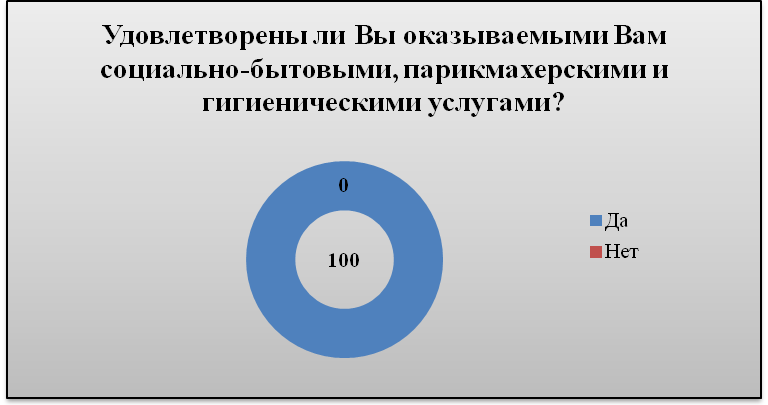 Удовлетворены ли Вы оказываемыми Вам
социально-бытовыми, парикмахерскими и
гигиеническими услугами?
0
100
Да
Нет